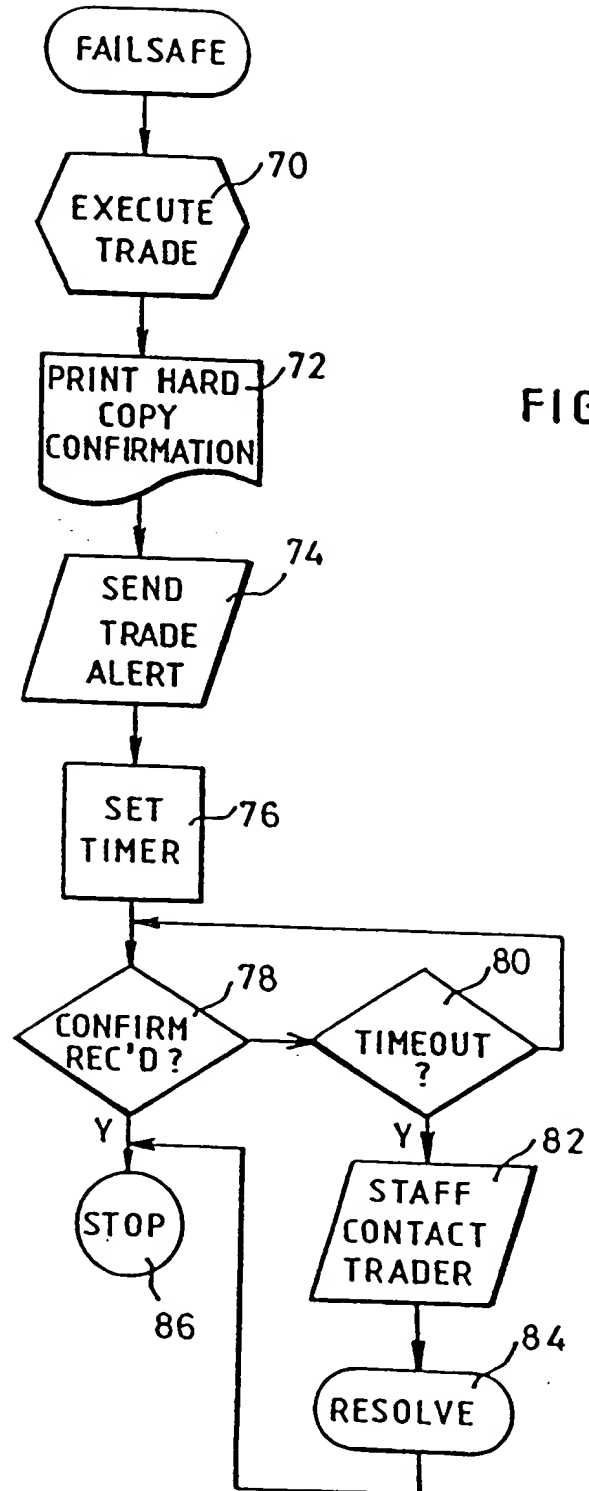 FAILSAFE
70
EXECUTE
TRADE
72
PRINT HARD
COPY
CONFIRMATION
FIG
74
SEND
TRADE
ALERT
76
SET
TIMER
78
CONFIRM
REC'D ?
80
TIMEOUT
?
Y
Y
82
STAFF
CONTACT
TRADER
STOP
86
84
RESOLVE